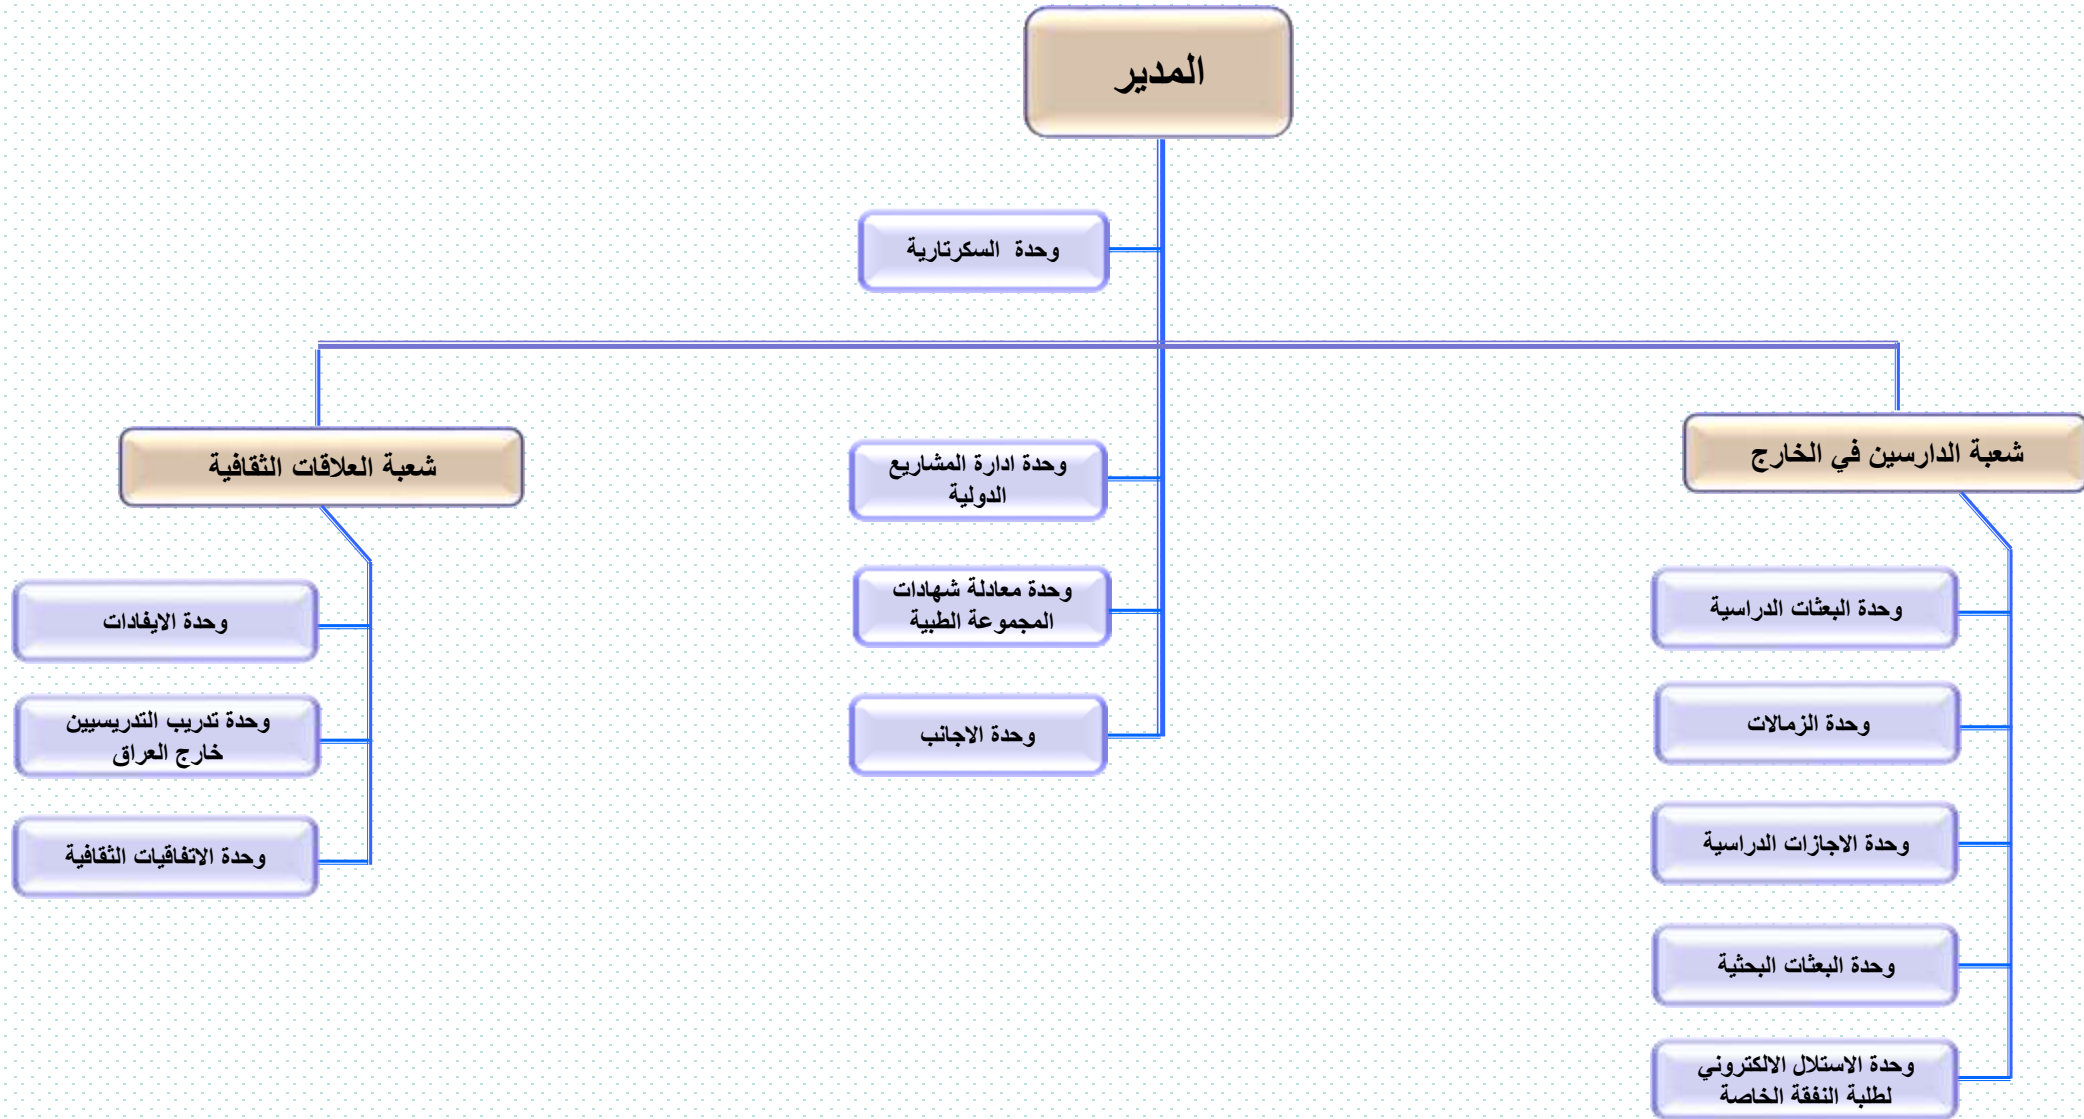 المدير
وحدة السكرتارية
شعبة الدارسين في الخارج
وحدة البعثات الدراسية
وحدة الزمالات
وحدة الاجازات الدراسية
وحدة البعثات البحثية
وحدة الاستلال الالكتروني
لطلبة النفقة الخاصة
وحدة ادارة المشاريع
الدولية
وحدة معادلة شهادات
المجموعة الطبية
وحدة الاجانب
شعبة العلاقات الثقافية
وحدة الايفادات
وحدة تدريب التدريسيين
خارج العراق
وحدة الاتفاقيات الثقافية